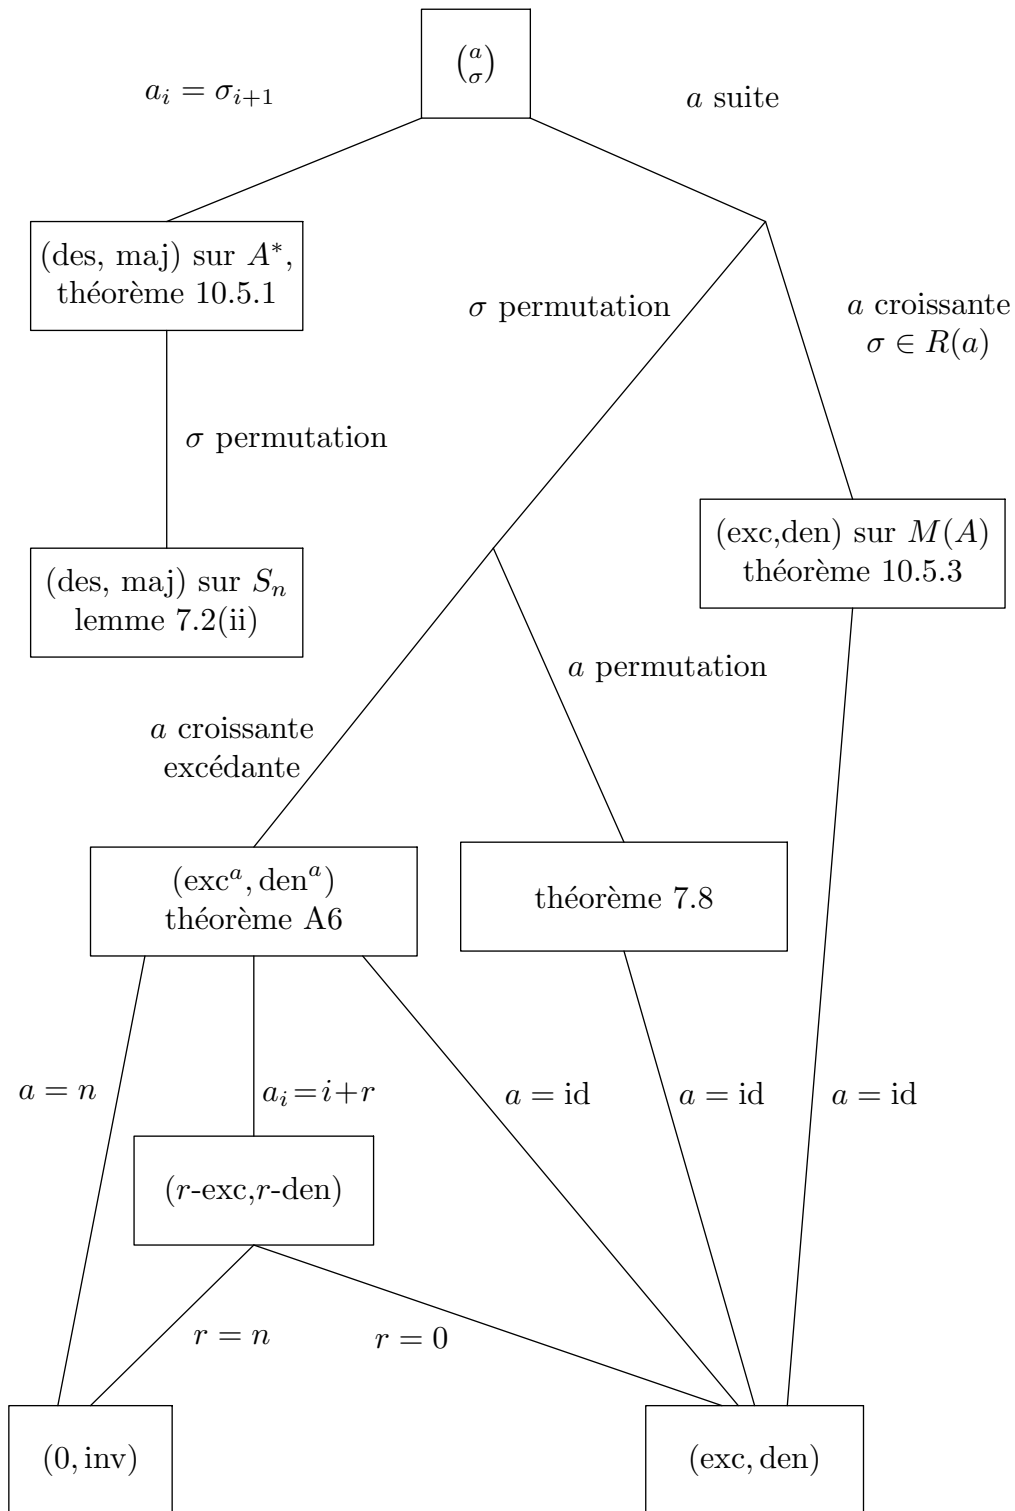 (a σ)
a_i = σ_{i+1}
a suite
(des, maj) sur A*,
théorème 10.5.1
σ permutation
a croissante
σ ∈ R(a)
σ permutation
(exc,den) sur M(A)
théorème 10.5.3
(des, maj) sur S_n
lemme 7.2(ii)
a permutation
a croissante
excédante
(exc^a, den^a)
théorème A6
théorème 7.8
a = n
a_i = i+r
a = id
a = id
a = id
(r-exc,r-den)
r = n
r = 0
(0, inv)
(exc, den)